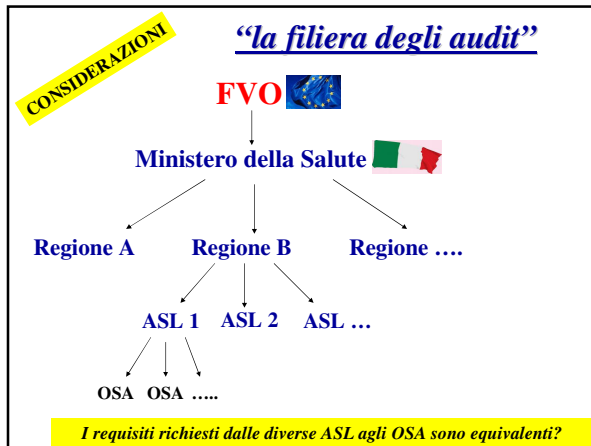 CONSIDERAZIONI
“la filiera degli audit”
FVO
Ministero della Salute
Regione A Regione B Regione ….
ASL 1 ASL 2 ASL …
OSA OSA …..
I requisiti richiesti dalle diverse ASL agli OSA sono equivalenti?